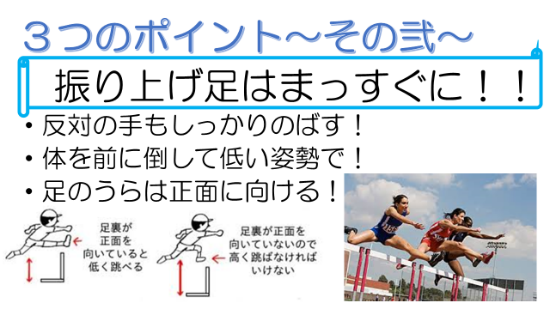 ３つのポイント～その弐～
振り上げ足はまっすぐに！！
・反対の手もしっかりのばす！
・体を前に倒して低い姿勢で！
・足のうらは正面に向ける！
足裏が
正面を
向いていると
低く跳べる
足裏が正面を
向いていないので
高く跳ばなければ
いけない